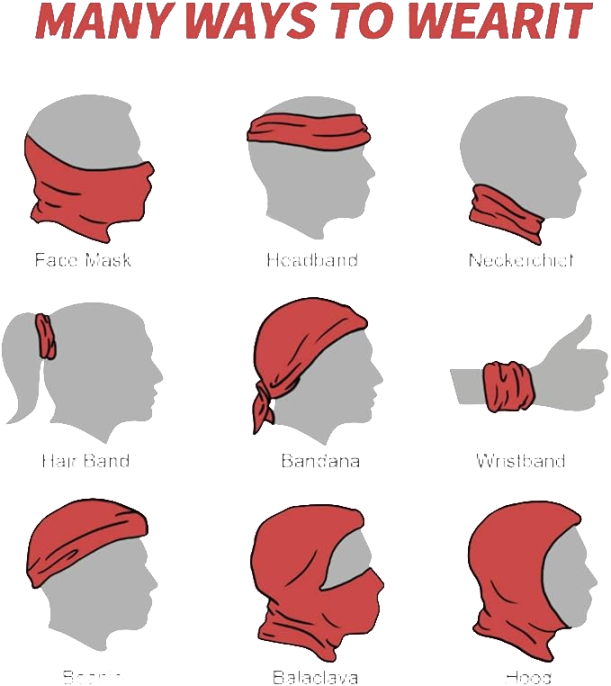 MANY WAYS TO WEARIT
Face Mask
Headband
Neckerchief
Hair Band
Bandana
Wristband
Balaclava
Hood